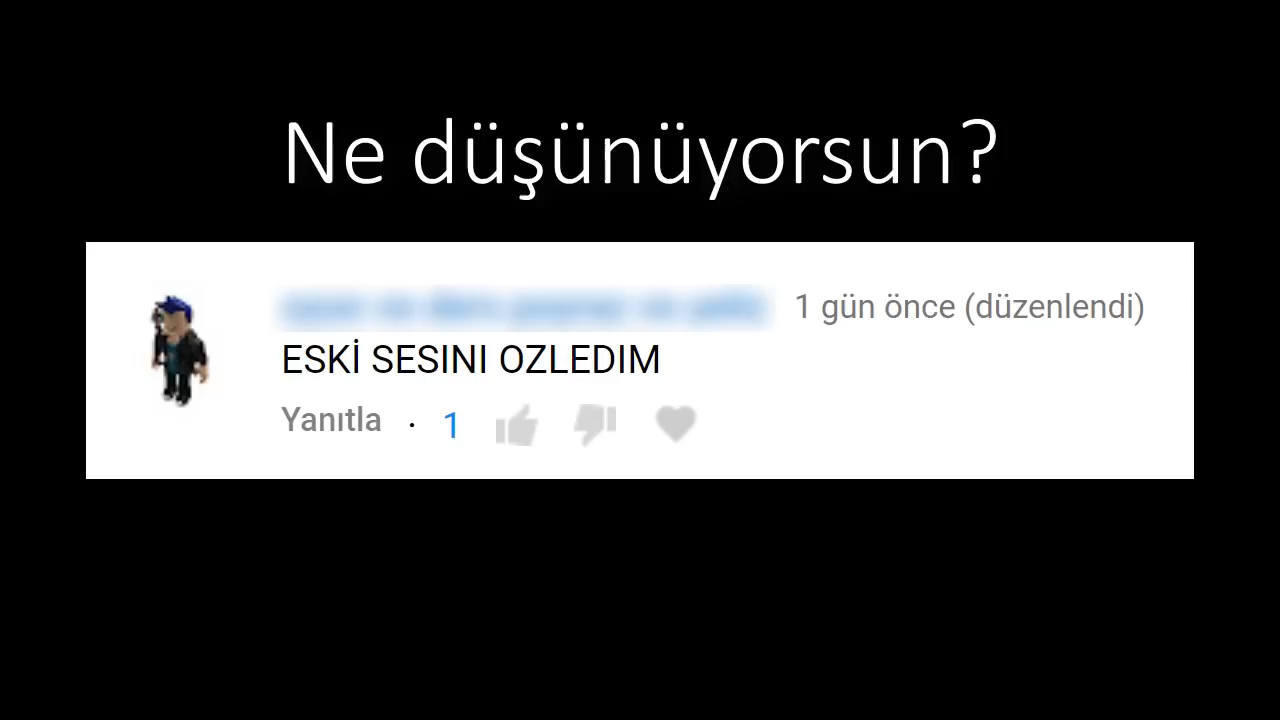 Ne düşünüyorsun?
1 gün önce (düzenlendi)
ESKİ SESINI OZLEDIM
Yanıtla · 1